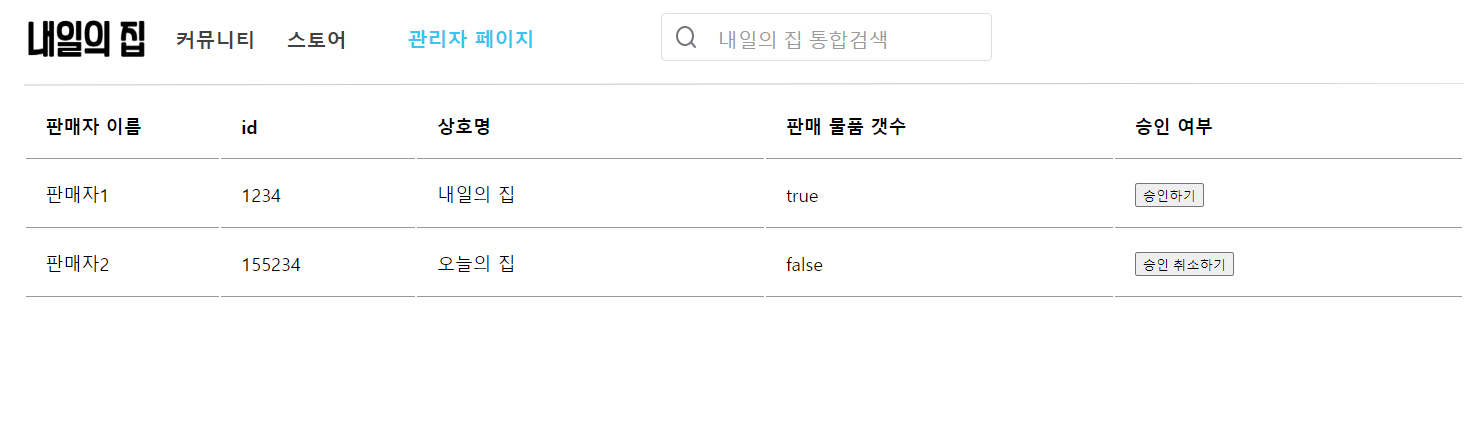 내일의 집 커뮤니티 스토어 관리자 페이지 내일의 집 통합검색
판매자 이름 id 상호명 판매 물품 갯수 승인 여부
판매자1 1234 내일의 집 true 승인하기
판매자2 155234 오늘의 집 false 승인 취소하기